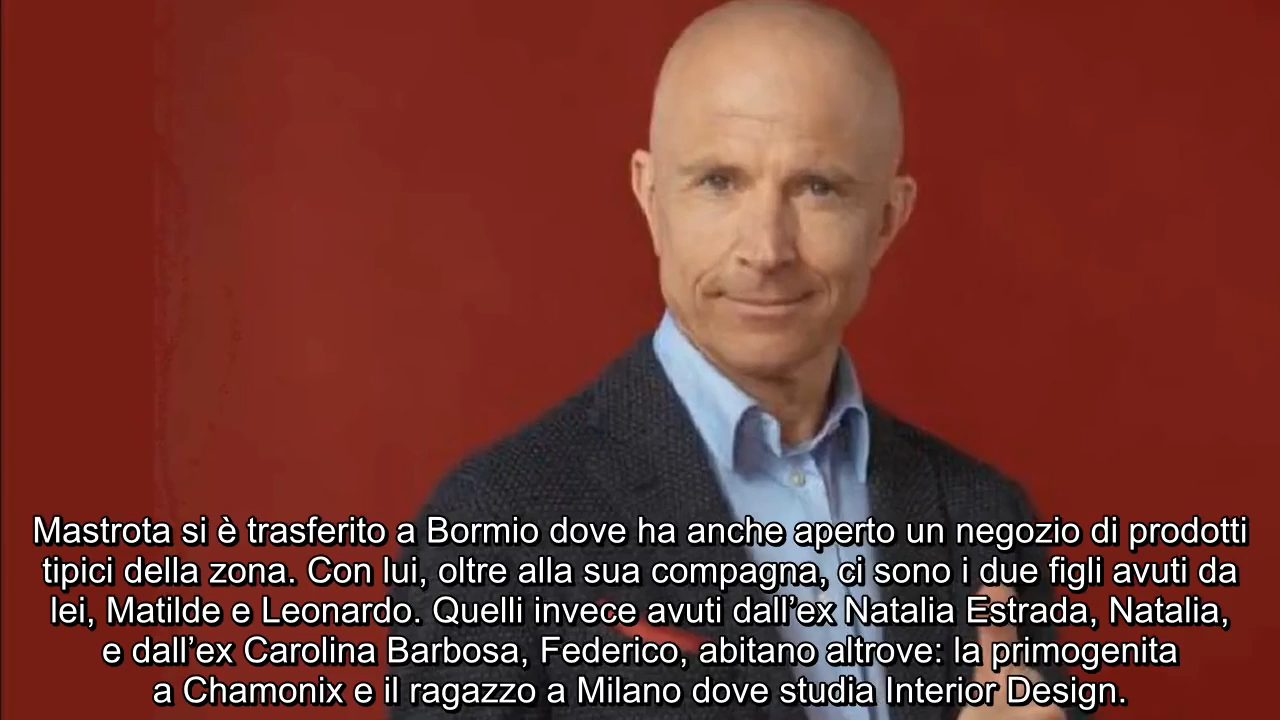 Mastrota si è trasferito a Bormio dove ha anche aperto un negozio di prodotti
tipici della zona. Con lui, oltre alla sua compagna, ci sono i due figli avuti da
lei, Matilde e Leonardo. Quelli invece avuti dall’ex Natalia Estrada, Natalia,
e dall’ex Carolina Barbosa, Federico, abitano altrove: la primogenita
a Chamonix e il ragazzo a Milano dove studia Interior Design.